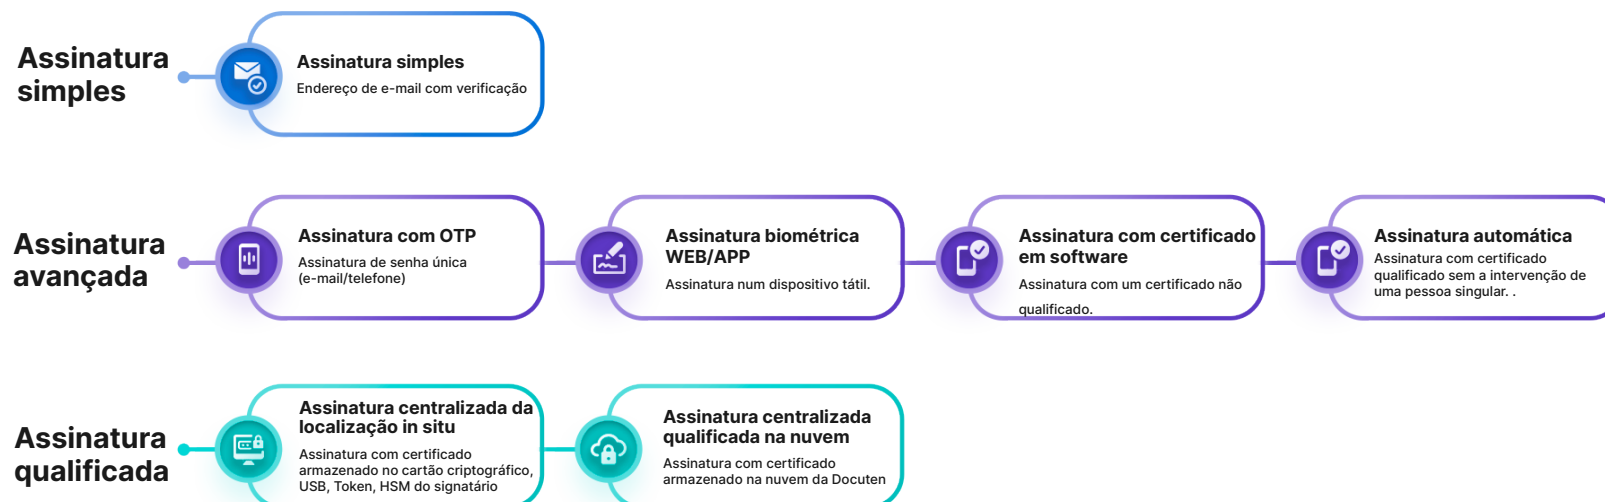 Assinatura
simples
Assinatura simples
Endereço de e-mail com verificação
Assinatura
avançada
Assinatura com OTP
Assinatura de senha única
(e-mail/telefone)
Assinatura biométrica
WEB/APP
Assinatura num dispositivo tátil.
Assinatura com certificado
em software
Assinatura com um certificado não
qualificado.
Assinatura automática
Assinatura com certificado
qualificado sem a intervenção de
uma pessoa singular. .
Assinatura
qualificada
Assinatura centralizada da
localização in situ
Assinatura com certificado
armazenado no cartão criptográfico,
USB, Token, HSM do signatário
Assinatura centralizada
qualificada na nuvem
Assinatura com certificado
armazenado na nuvem da Docuten